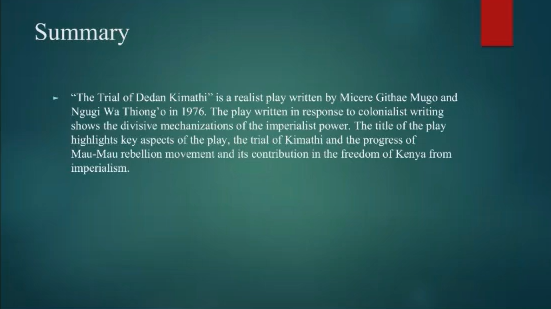 Summary
"The Trial of Dedan Kimathi" is a realist play written by Micere Githae Mugo and
Ngugi Wa Thiong'o in 1976. The play written in response to colonialist writing
shows the divisive mechanizations of the imperialist power. The title of the play
highlights key aspects of the play, the trial of Kimathi and the progress of
Mau-Mau rebellion movement and its contribution in the freedom of Kenya from
imperialism.